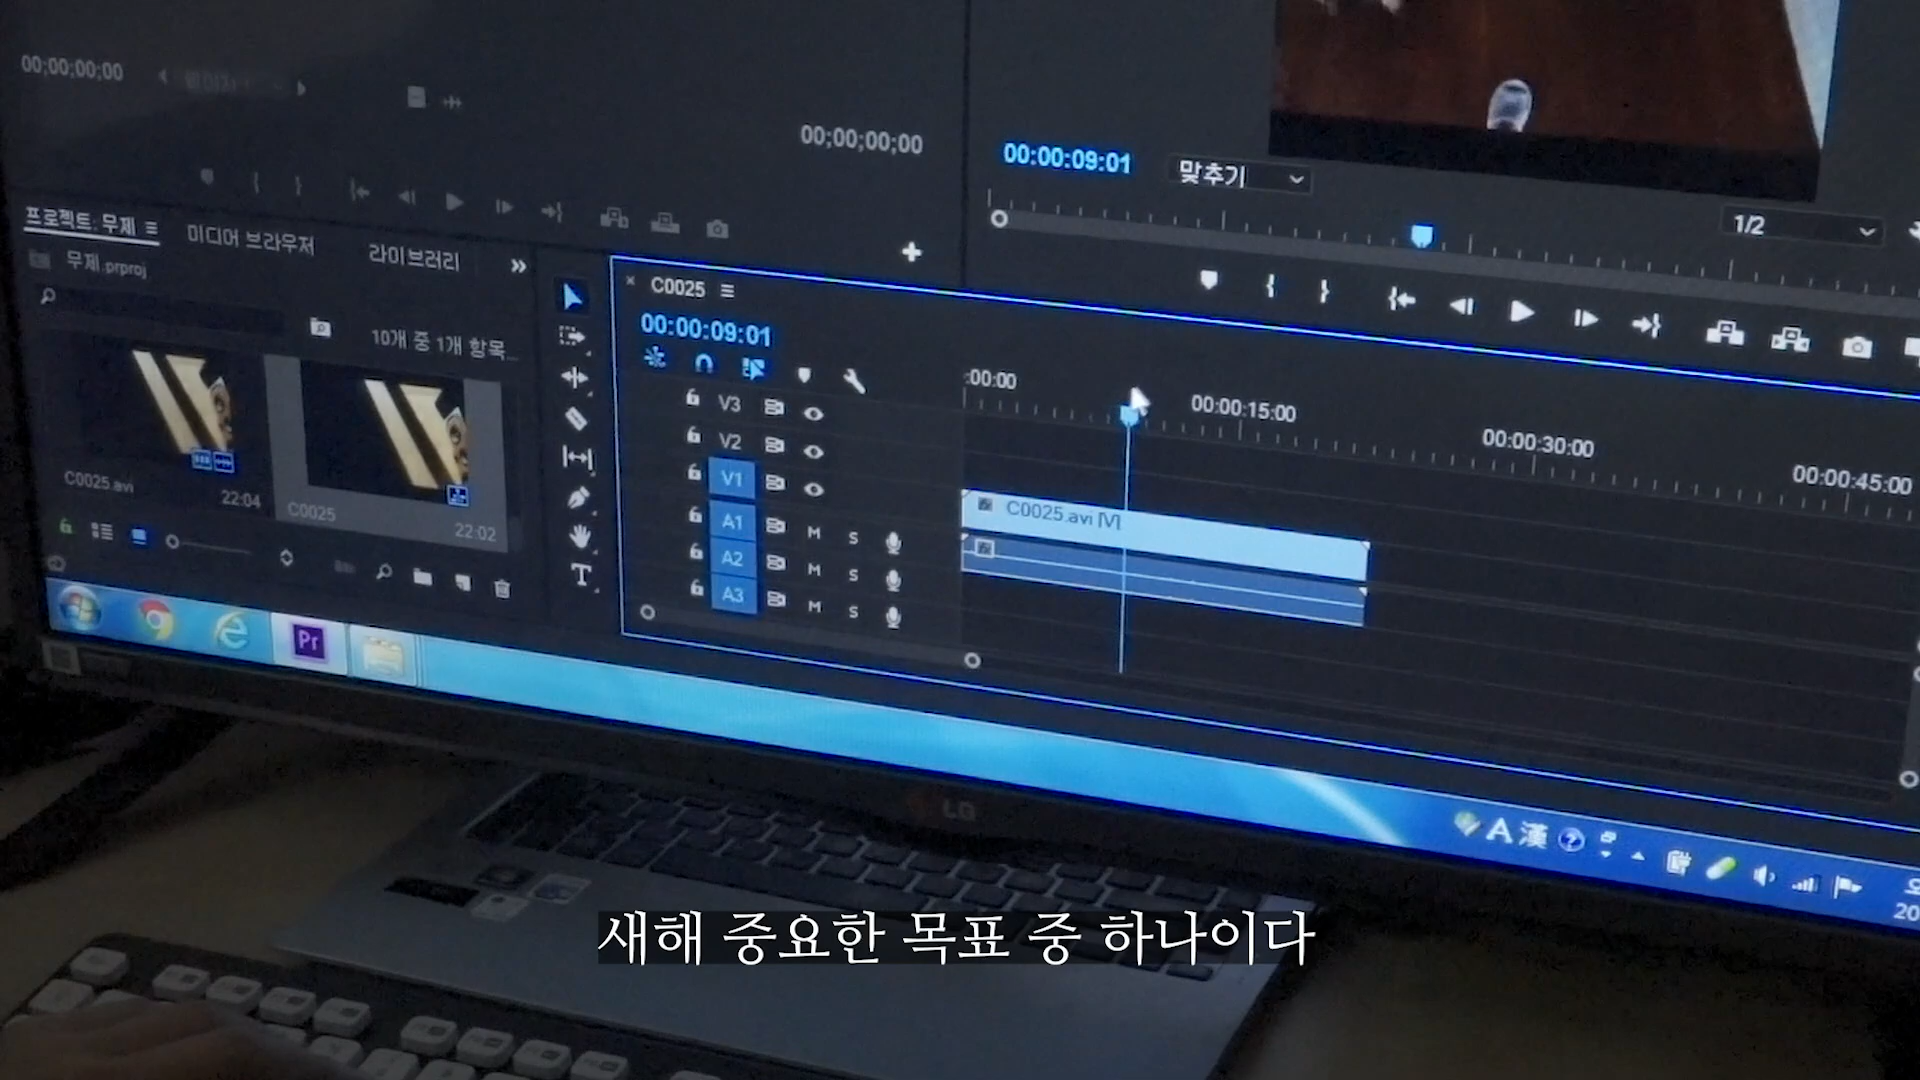 00;00;00;00
00;00;00;00
00:00:09:01
맞추기
1/2
프로젝트: 무제
미디어 브라우저
라이브러리
무제.prproj
10개 중 1개 항목...
C0025.avi
22:04
C0025
22:02
C0025
00:00:09:01
:00:00
00:00:15:00
00:00:30:00
00:00:45:00
V3
V2
V1
A1 M S
A2 M S
A3 M S
C0025.avi [V]
Pr
A 漢
20
LG
새해 중요한 목표 중 하나이다